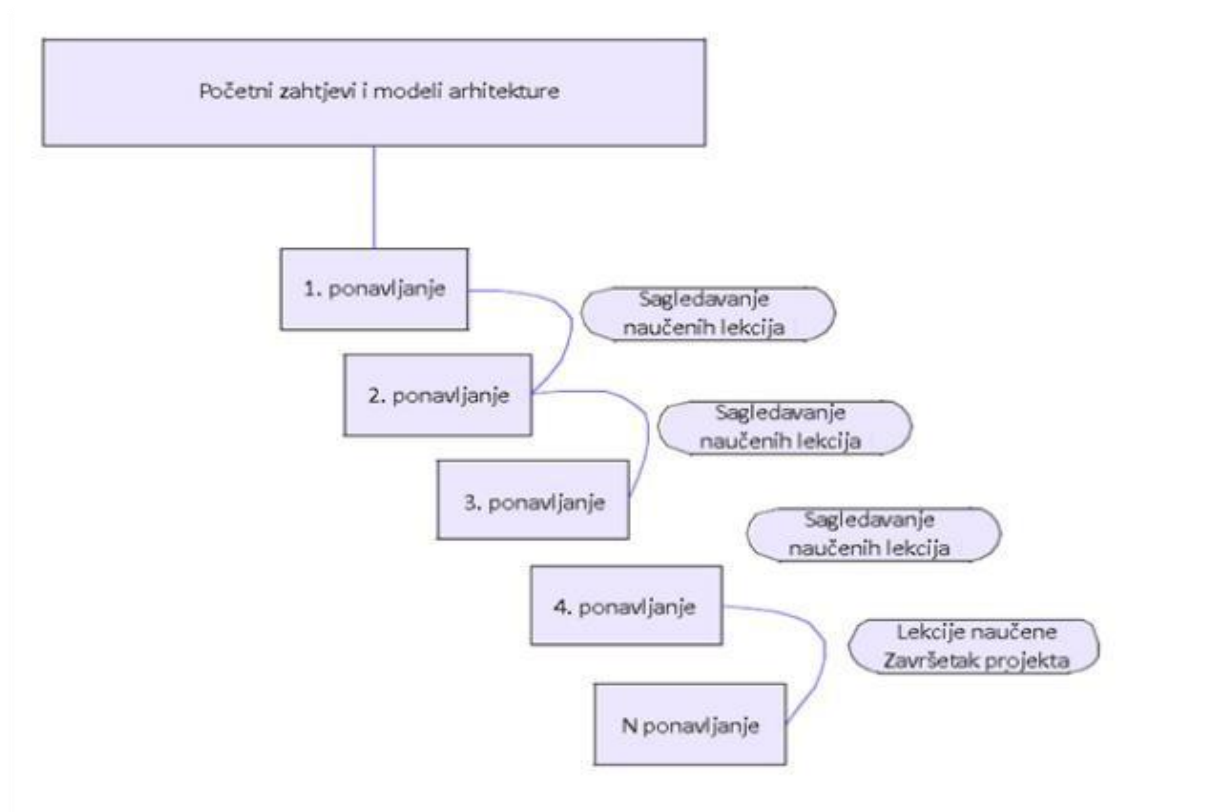 Početni zahtjevi i modeli arhitekture
1. ponavljanje
Sagledavanje
naučenih lekcija
2. ponavljanje
Sagledavanje
naučenih lekcija
3. ponavljanje
Sagledavanje
naučenih lekcija
4. ponavljanje
Lekcije naučene
Završetak projekta
N ponavljanje